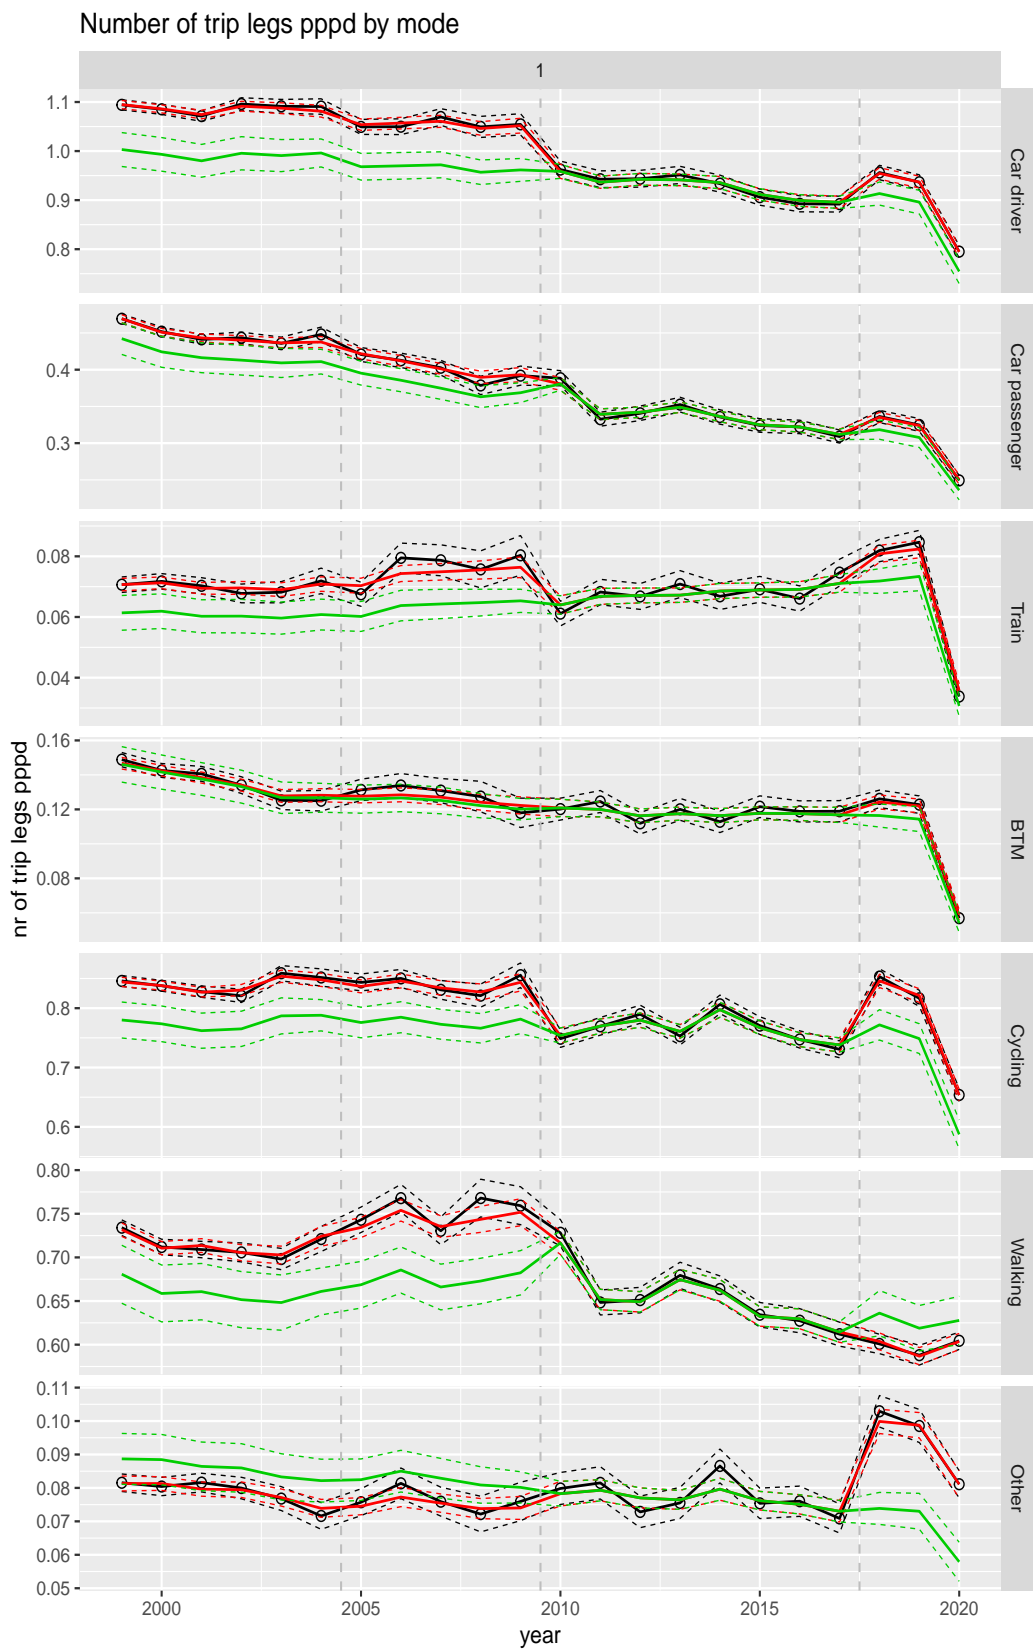 Number of trip legs pppd by mode
1
1.1
1.0
0.9
0.8
Car driver
0.4
0.3
Car passenger
0.08
0.06
0.04
Train
0.16
0.12
0.08
BTM
0.8
0.7
0.6
Cycling
0.80
0.75
0.70
0.65
0.60
Walking
0.11
0.10
0.09
0.08
0.07
0.06
0.05
Other
nr of trip legs pppd
2000 2005 2010 2015 2020
year